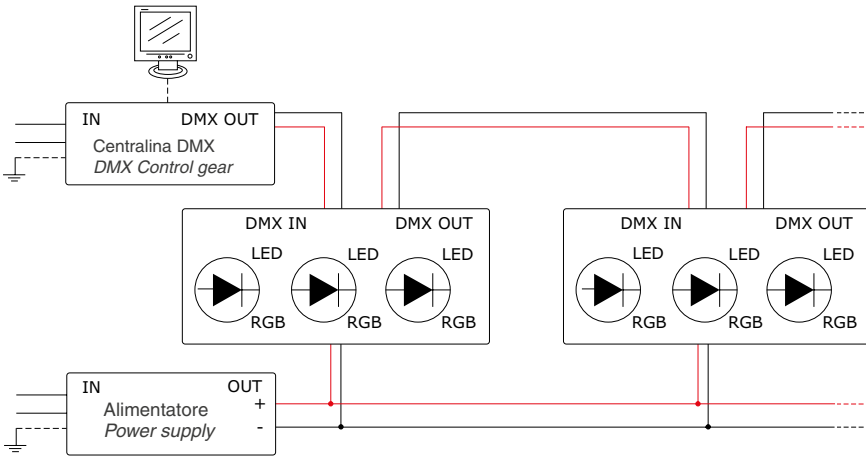 IN DMX OUT
Centralina DMX
DMX Control gear
DMX IN DMX OUT
LED LED LED
RGB RGB RGB
DMX IN DMX OUT
LED LED LED
RGB RGB RGB
IN OUT
Alimentatore +
Power supply -